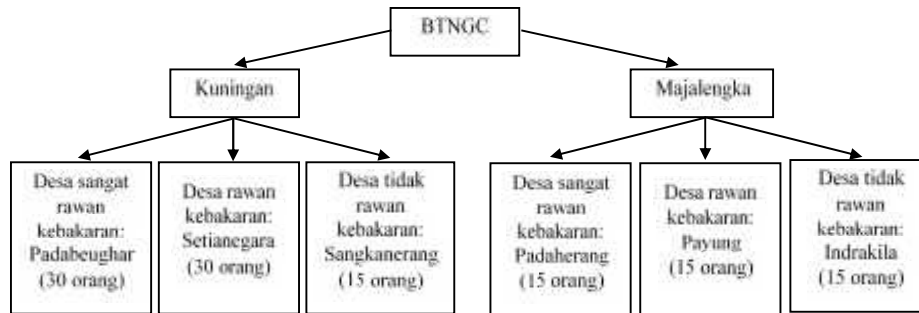 BTNGC
Kuningan
Majalengka
Desa sangat
rawan
kebakaran:
Padabeughar
(30 orang)
Desa rawan
kebakaran:
Setianegara
(30 orang)
Desa tidak
rawan
kebakaran:
Sangkanerang
(15 orang)
Desa sangat
rawan
kebakaran:
Padaherang
(15 orang)
Desa rawan
kebakaran:
Payung
(15 orang)
Desa tidak
rawan
kebakaran:
Indrakila
(15 orang)